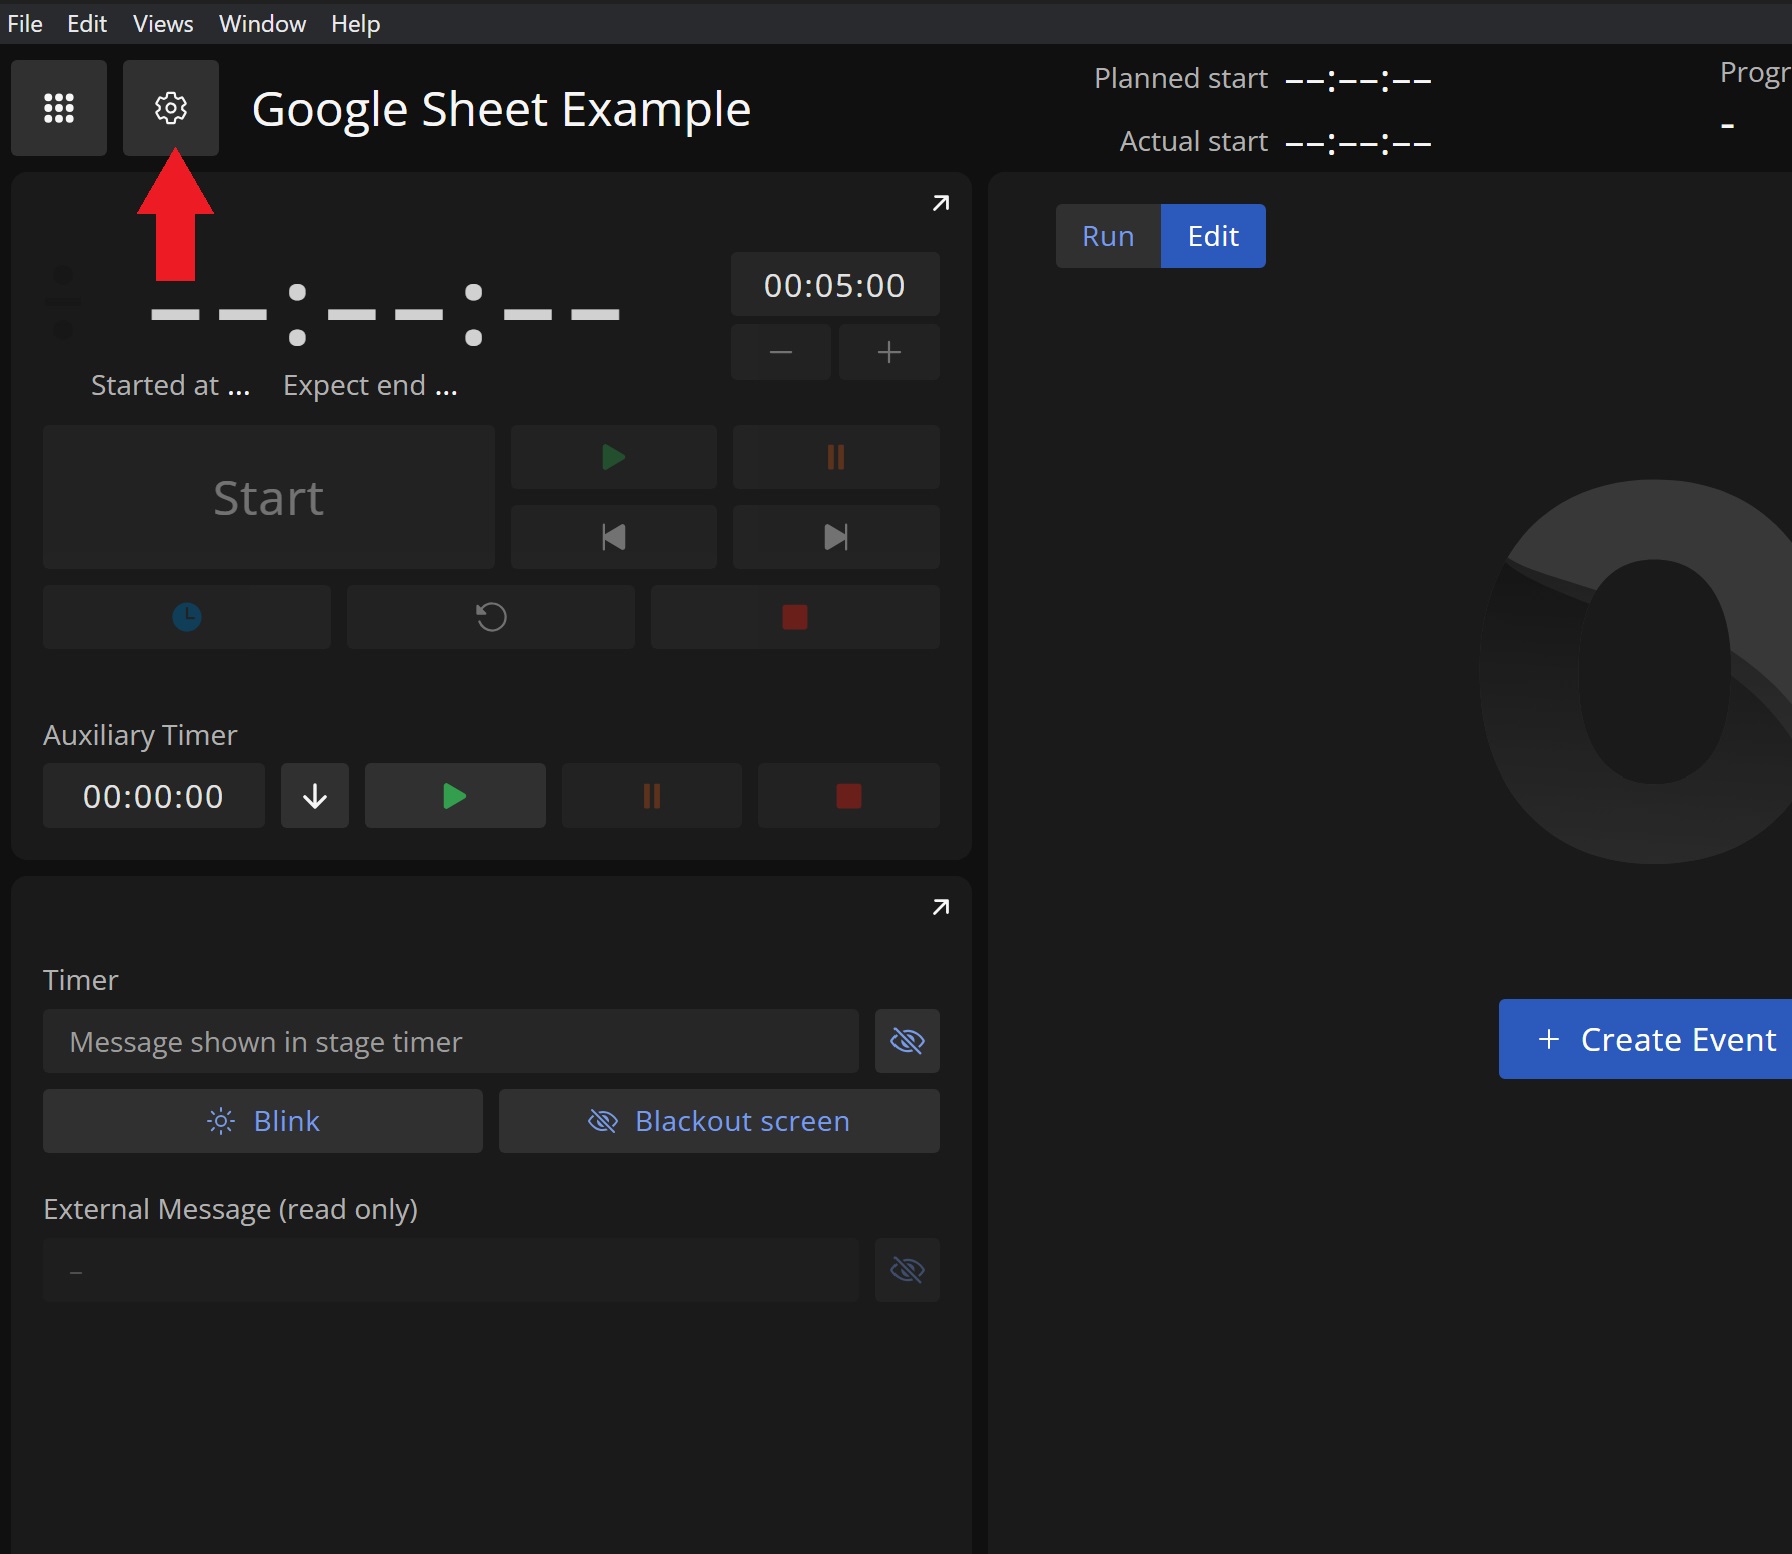 File Edit Views Window Help
Google Sheet Example
Planned start --:--:--
Actual start --:--:--
Progr
-
--:--:--
00:05:00
Started at ... Expect end ...
Start
Auxiliary Timer
00:00:00
Timer
Message shown in stage timer
Blink
Blackout screen
External Message (read only)
–
Run Edit
+ Create Event